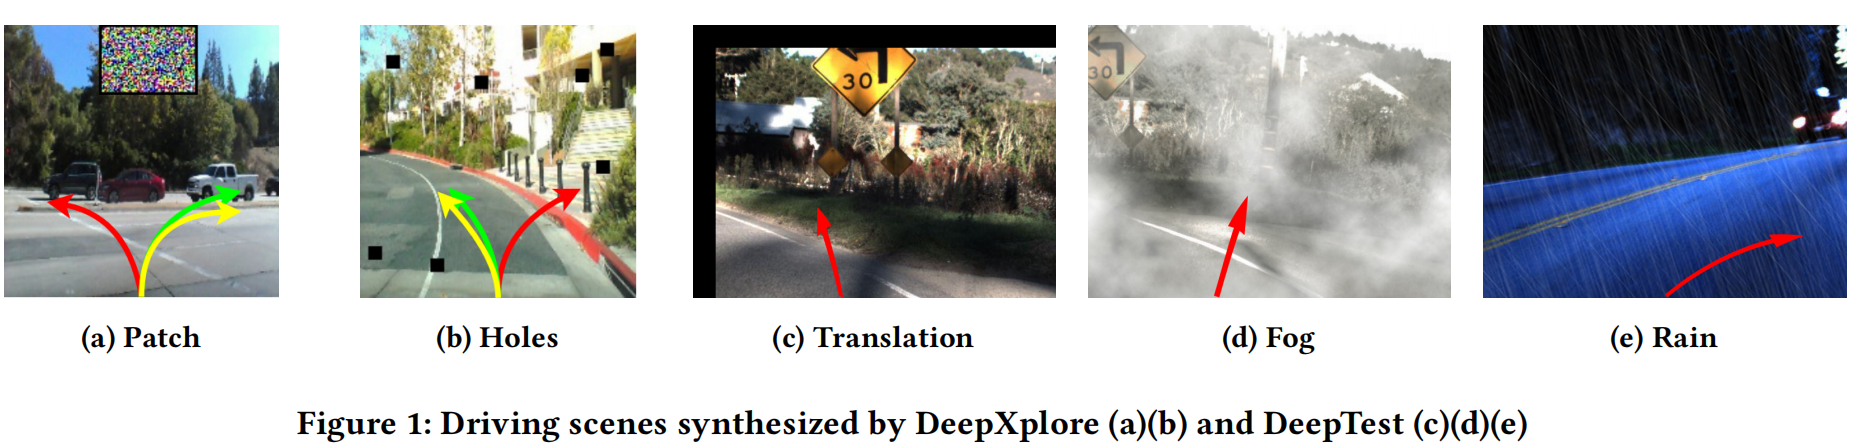 30
30
(a) Patch
(b) Holes
(c) Translation
(d) Fog
(e) Rain
Figure 1: Driving scenes synthesized by DeepXplore (a)(b) and DeepTest (c)(d)(e)